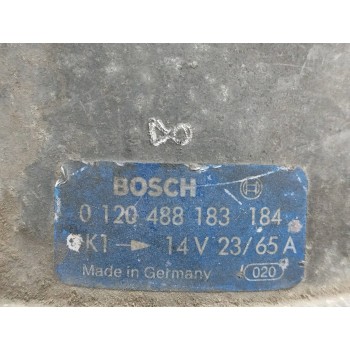 BOSCH
0 120 488 183 184
K1 → 14 V 23/65 A
Made in Germany 020